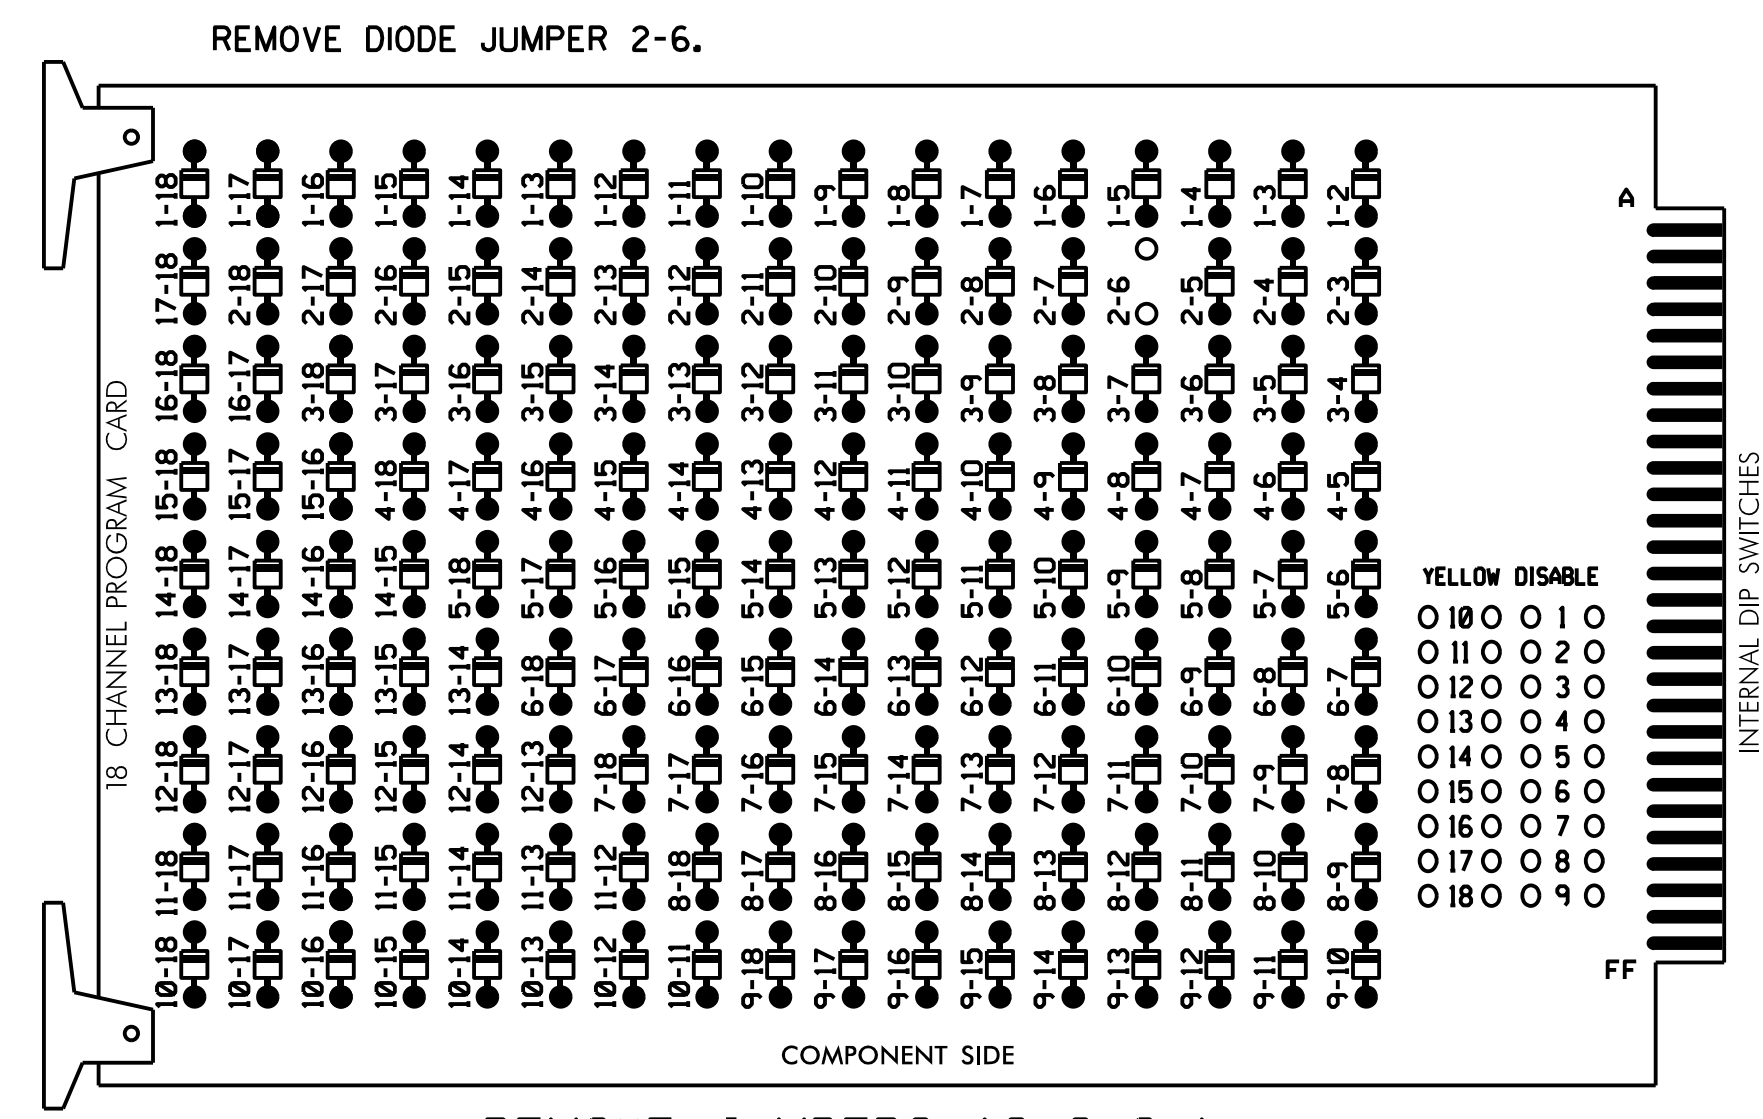 REMOVE DIODE JUMPER 2-6.
1-18 1-17 1-16 1-15 1-14 1-13 1-12 1-11 1-10 1-9 1-8 1-7 1-6 1-5 1-4 1-3 1-2
A
17-18 2-18 2-17 2-16 2-15 2-14 2-13 2-12 2-11 2-10 2-9 2-8 2-7 2-6 2-5 2-4 2-3
16-18 16-17 3-18 3-17 3-16 3-15 3-14 3-13 3-12 3-11 3-10 3-9 3-8 3-7 3-6 3-5 3-4
15-18 15-17 15-16 4-18 4-17 4-16 4-15 4-14 4-13 4-12 4-11 4-10 4-9 4-8 4-7 4-6 4-5
14-18 14-17 14-16 14-15 5-18 5-17 5-16 5-15 5-14 5-13 5-12 5-11 5-10 5-9 5-8 5-7 5-6
13-18 13-17 13-16 13-15 13-14 6-18 6-17 6-16 6-15 6-14 6-13 6-12 6-11 6-10 6-9 6-8 6-7
12-18 12-17 12-16 12-15 12-14 12-13 7-18 7-17 7-16 7-15 7-14 7-13 7-12 7-11 7-10 7-9 7-8
11-18 11-17 11-16 11-15 11-14 11-13 11-12 8-18 8-17 8-16 8-15 8-14 8-13 8-12 8-11 8-10 8-9
10-18 10-17 10-16 10-15 10-14 10-13 10-12 10-11 9-18 9-17 9-16 9-15 9-14 9-13 9-12 9-11 9-10
18 CHANNEL PROGRAM CARD
YELLOW DISABLE
10 1
11 2
12 3
13 4
14 5
15 6
16 7
17 8
18 9
FF
INTERNAL DIP SWITCHES
COMPONENT SIDE